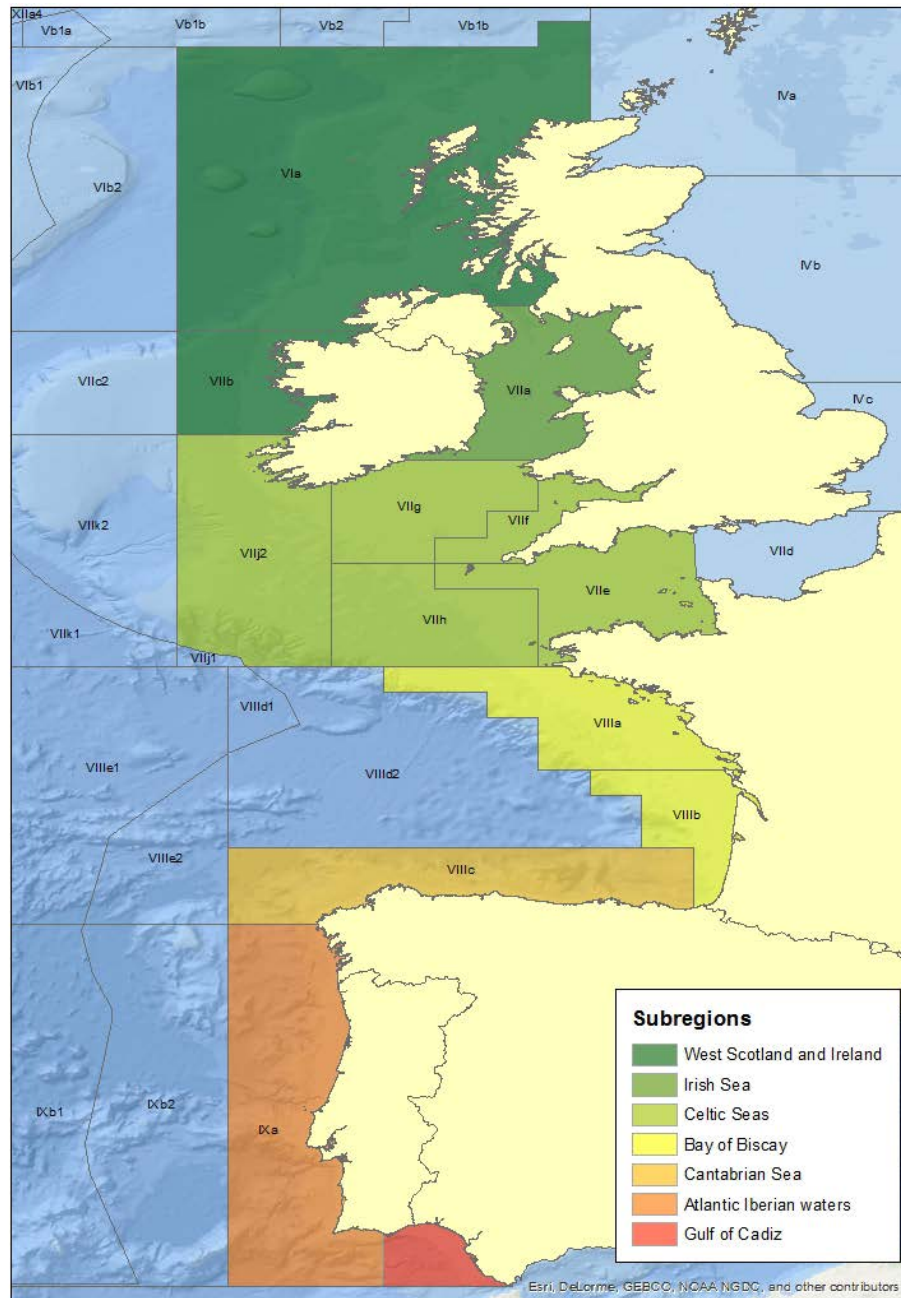 XIIa4
Vb1a
Vb1b
Vb2
Vb1b
VIb1
IVa
VIa
VIb2
IVb
VIIc2
VIIb
VIIa
IVc
VIIg
VIIk2
VIIf
VIIj2
VIId
VIIe
VIIh
VIIk1
VIIj1
VIIId1
VIIIa
VIIIe1
VIIId2
VIIIb
VIIIe2
VIIIc
IXb1
IXb2
IXa
Subregions
West Scotland and Ireland
Irish Sea
Celtic Seas
Bay of Biscay
Cantabrian Sea
Atlantic Iberian waters
Gulf of Cadiz
Esri, DeLorme, GEBCO, NOAA NGDC, and other contributors